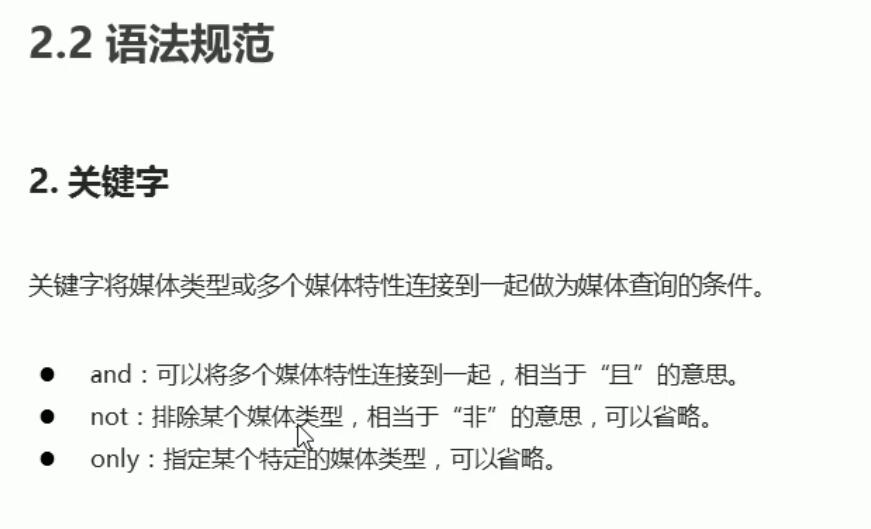 2.2 语法规范
2. 关键字
关键字将媒体类型或多个媒体特性连接到一起做为媒体查询的条件。
● and：可以将多个媒体特性连接到一起，相当于“且”的意思。
● not：排除某个媒体类型，相当于“非”的意思，可以省略。
● only：指定某个特定的媒体类型，可以省略。